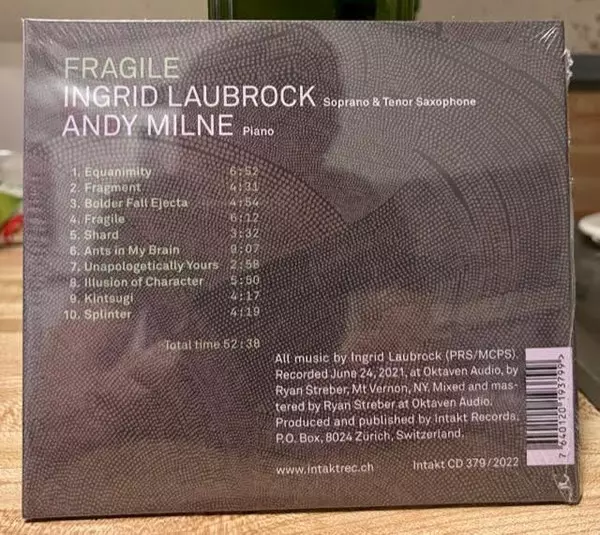 FRAGILE
INGRID LAUBROCK Soprano & Tenor Saxophone
ANDY MILNE Piano
1. Equanimity 6:52
2. Fragment 4:31
3. Bolder Fall Ejecta 4:54
4. Fragile 6:12
5. Shard 3:32
6. Ants in My Brain 9:07
7. Unapologetically Yours 2:58
8. Illusion of Character 5:50
9. Kintsugi 4:17
10. Splinter 4:19
Total time 52:38
All music by Ingrid Laubrock (PRS/MCPS).
Recorded June 24, 2021, at Oktaven Audio, by
Ryan Streber, Mt Vernon, NY. Mixed and mas-
tered by Ryan Streber at Oktaven Audio.
Produced and published by Intakt Records,
P.O. Box, 8024 Zürich, Switzerland.
www.intaktrec.ch Intakt CD 379/2022
7 640120 193799>